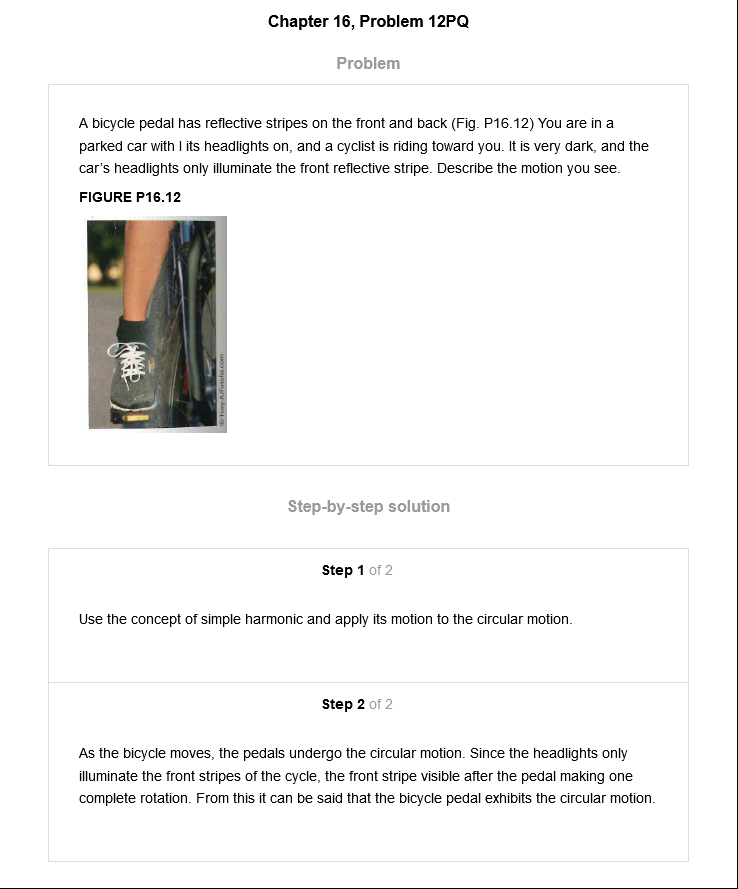 Chapter 16, Problem 12PQ
Problem
A bicycle pedal has reflective stripes on the front and back (Fig. P16.12) You are in a
parked car with l its headlights on, and a cyclist is riding toward you. It is very dark, and the
car's headlights only illuminate the front reflective stripe. Describe the motion you see.
FIGURE P16.12
Step-by-step solution
Step 1 of 2
Use the concept of simple harmonic and apply its motion to the circular motion.
Step 2 of 2
As the bicycle moves, the pedals undergo the circular motion. Since the headlights only
illuminate the front stripes of the cycle, the front stripe visible after the pedal making one
complete rotation. From this it can be said that the bicycle pedal exhibits the circular motion.